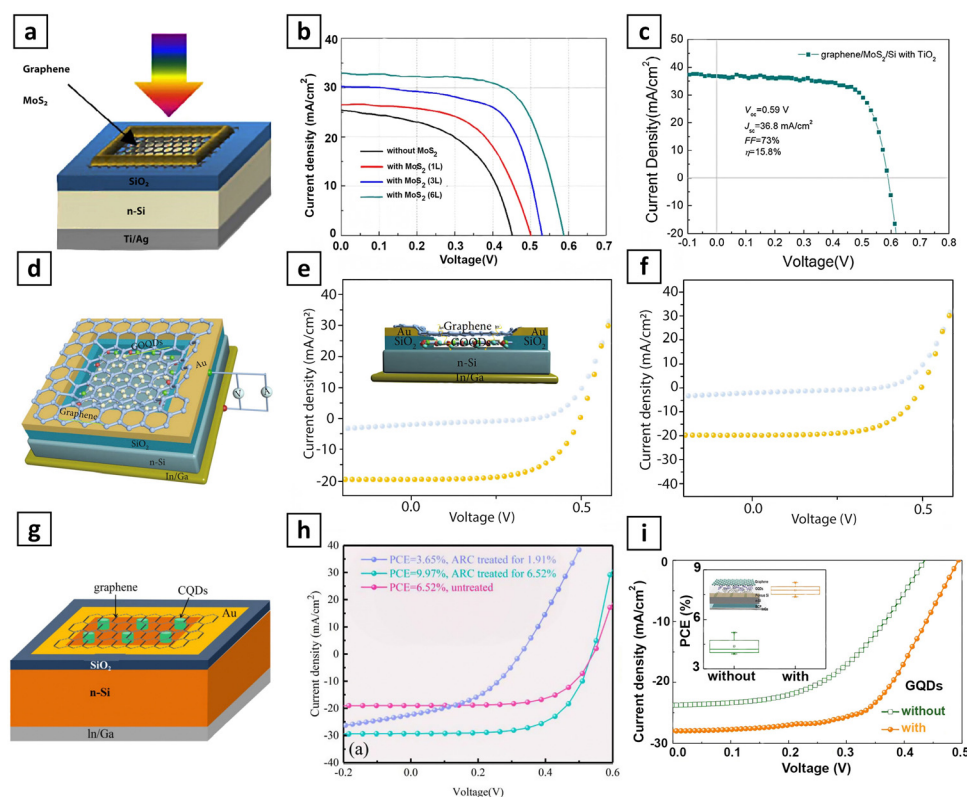 a
Graphene
MoS₂
SiO₂
n-Si
Ti/Ag
b
Current density (mA/cm²)
40
30
20
10
0
without MoS₂
with MoS₂ (1L)
with MoS₂ (3L)
with MoS₂ (6L)
0.0 0.1 0.2 0.3 0.4 0.5 0.6 0.7
Voltage(V)
c
Current Density(mA/cm²)
50
40
30
20
10
0
-10
-20
graphene/MoS₂/Si with TiO₂
Voc=0.59 V
Jsc=36.8 mA/cm²
FF=73%
η=15.8%
-0.1 0.0 0.1 0.2 0.3 0.4 0.5 0.6 0.7
Voltage(V)
d
GOQDs
Au
Graphene
SiO₂
n-Si
In/Ga
V
e
Current density (mA/cm²)
40
30
20
10
0
-10
-20
Au Graphene Au
SiO₂ GOQDs SiO₂
n-Si
In/Ga
0.0 0.5
Voltage (V)
f
Current density (mA/cm²)
40
30
20
10
-20
-30
-40
0.0 0.5
Voltage (V)
g
graphene
CQDs
Au
SiO₂
n-Si
In/Ga
h
Current density (mA/cm²)
40
30
20
10
0
-10
-20
-30
-40
PCE=3.65%, ARC treated for 1.91%
PCE=9.97%, ARC treated for 6.52%
PCE=6.52%, untreated
(a)
-0.2 0.0 0.2 0.4 0.6
Voltage(V)
i
Current density (mA/cm²)
0
-10
-20
-30
PCE (%)
9
6
3
Graphene
GQDs
without with
GQDs
without
with
0.0 0.1 0.2 0.3 0.4 0.5
Voltage (V)